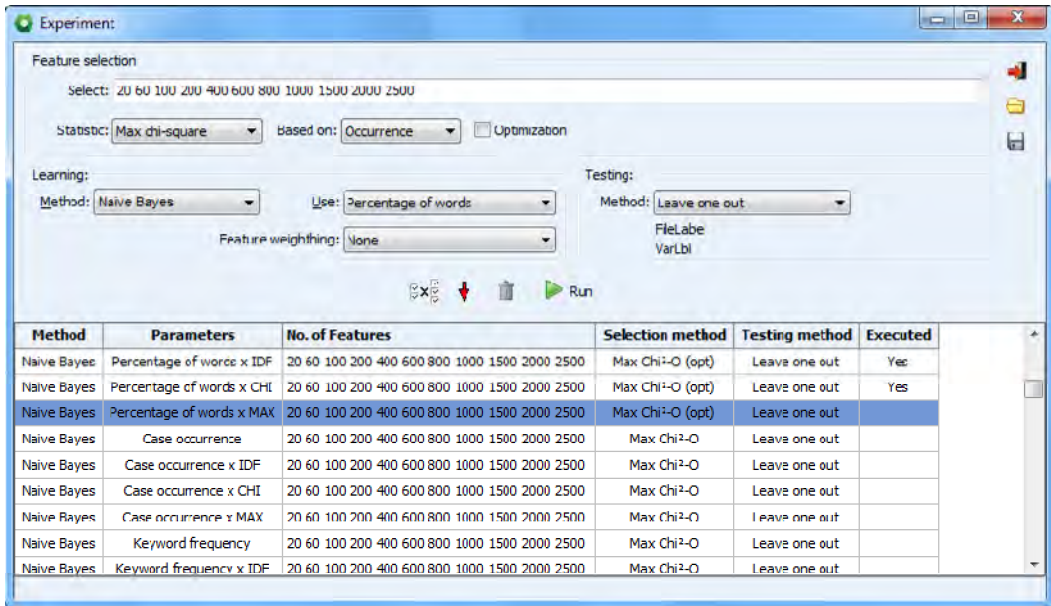 Experiment
Feature selection
Select: 20 60 100 200 400 600 800 1000 1500 2000 2500
Statistic: Max chi-square Based on: Occurrence Optimization
Learning: Testing:
Method: Naive Bayes Use: Percentage of words Method: Leave one out
FileLabe
Feature weighthing: None
VarLbl
Run
Method Parameters No. of Features Selection method Testing method Executed
Naive Bayes Percentage of words x IDF 20 60 100 200 400 600 800 1000 1500 2000 2500 Max Chi²-O (opt) Leave one out Yes
Naive Bayes Percentage of words x CHI 20 60 100 200 400 600 800 1000 1500 2000 2500 Max Chi²-O (opt) Leave one out Yes
Naive Bayes Percentage of words x MAX 20 60 100 200 400 600 800 1000 1500 2000 2500 Max Chi²-O (opt) Leave one out
Naive Bayes Case occurrence 20 60 100 200 400 600 800 1000 1500 2000 2500 Max Chi²-O Leave one out
Naive Bayes Case occurrence x IDF 20 60 100 200 400 600 800 1000 1500 2000 2500 Max Chi²-O Leave one out
Naive Bayes Case occurrence x CHI 20 60 100 200 400 600 800 1000 1500 2000 2500 Max Chi²-O Leave one out
Naive Bayes Case occurrence x MAX 20 60 100 200 400 600 800 1000 1500 2000 2500 Max Chi²-O Leave one out
Naive Bayes Keyword frequency 20 60 100 200 400 600 800 1000 1500 2000 2500 Max Chi²-O Leave one out
Naive Bayes Keyword frequency x IDF 20 60 100 200 400 600 800 1000 1500 2000 2500 Max Chi²-O Leave one out